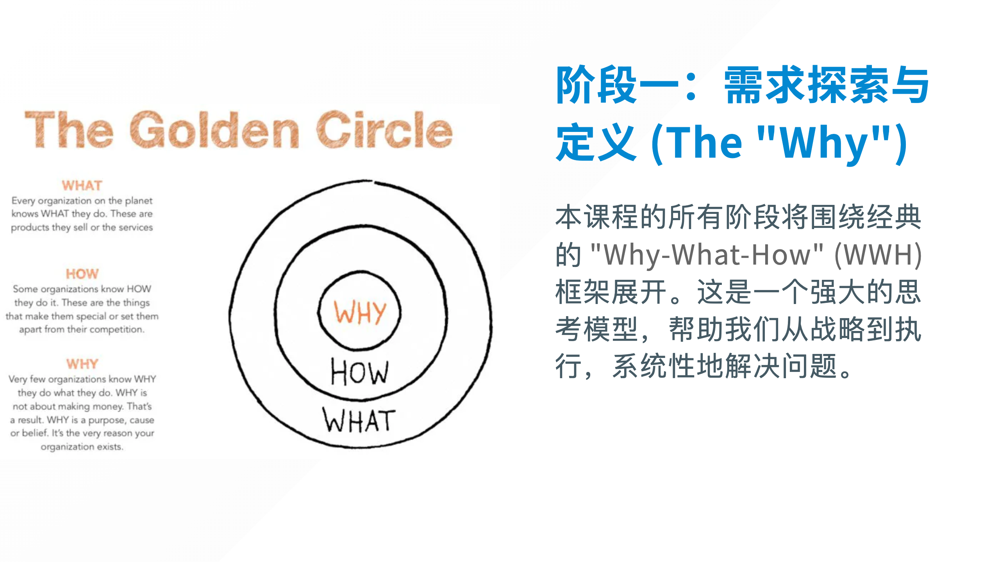 The Golden Circle
WHAT
Every organization on the planet
knows WHAT they do. These are
products they sell or the services
HOW
Some organizations know HOW
they do it. These are the things
that make them special or set them
apart from their competition.
WHY
Very few organizations know WHY
they do what they do. WHY is
not about making money. That's
a result. WHY is a purpose, cause
or belief. It's the very reason your
organization exists.
WHY
HOW
WHAT
阶段一：需求探索与
定义 (The "Why")
本课程的所有阶段将围绕经典
的 "Why-What-How" (WWH)
框架展开。这是一个强大的思
考模型，帮助我们从战略到执
行，系统性地解决问题。